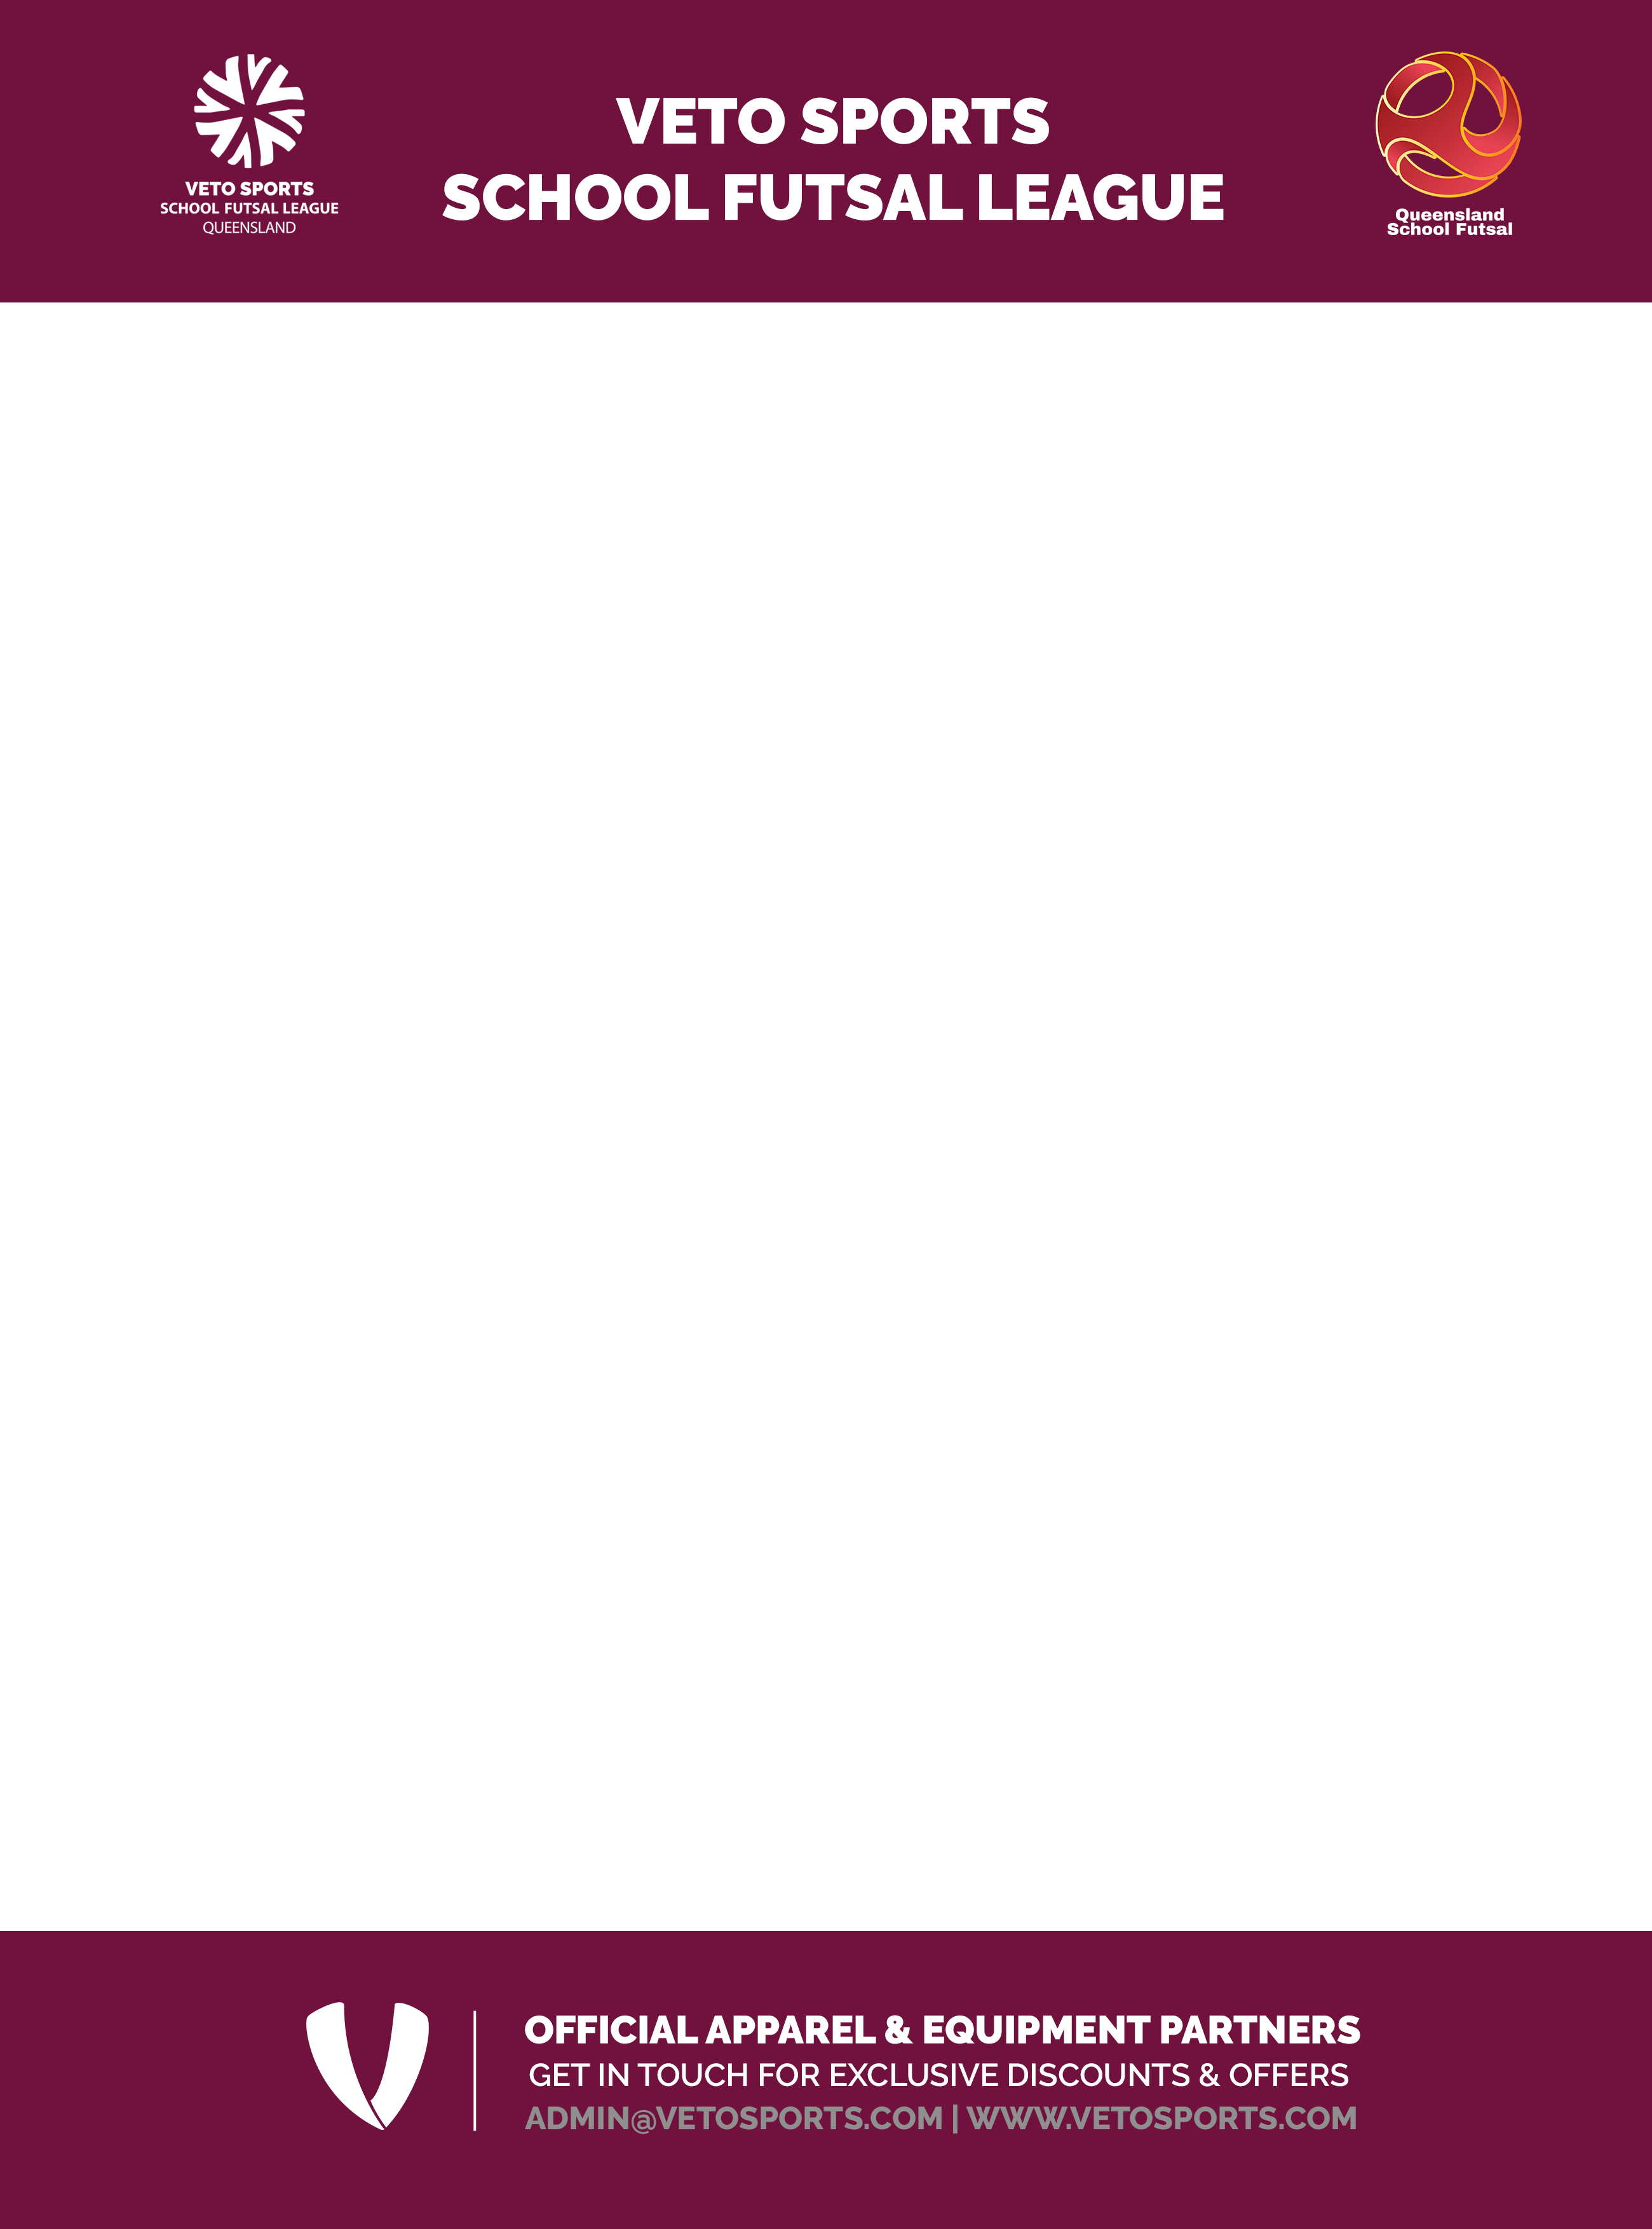 VETO SPORTS
SCHOOL FUTSAL LEAGUE
QUEENSLAND
VETO SPORTS
SCHOOL FUTSAL LEAGUE
Queensland
School Futsal
OFFICIAL APPAREL & EQUIPMENT PARTNERS
GET IN TOUCH FOR EXCLUSIVE DISCOUNTS & OFFERS
ADMIN@VETOSPORTS.COM | WWW.VETOSPORTS.COM